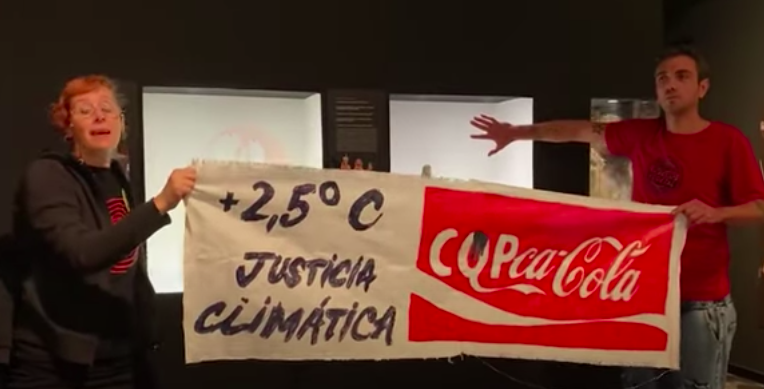 +2,5º C
JUSTICIA
CLIMÁTICA
COPca-Cola